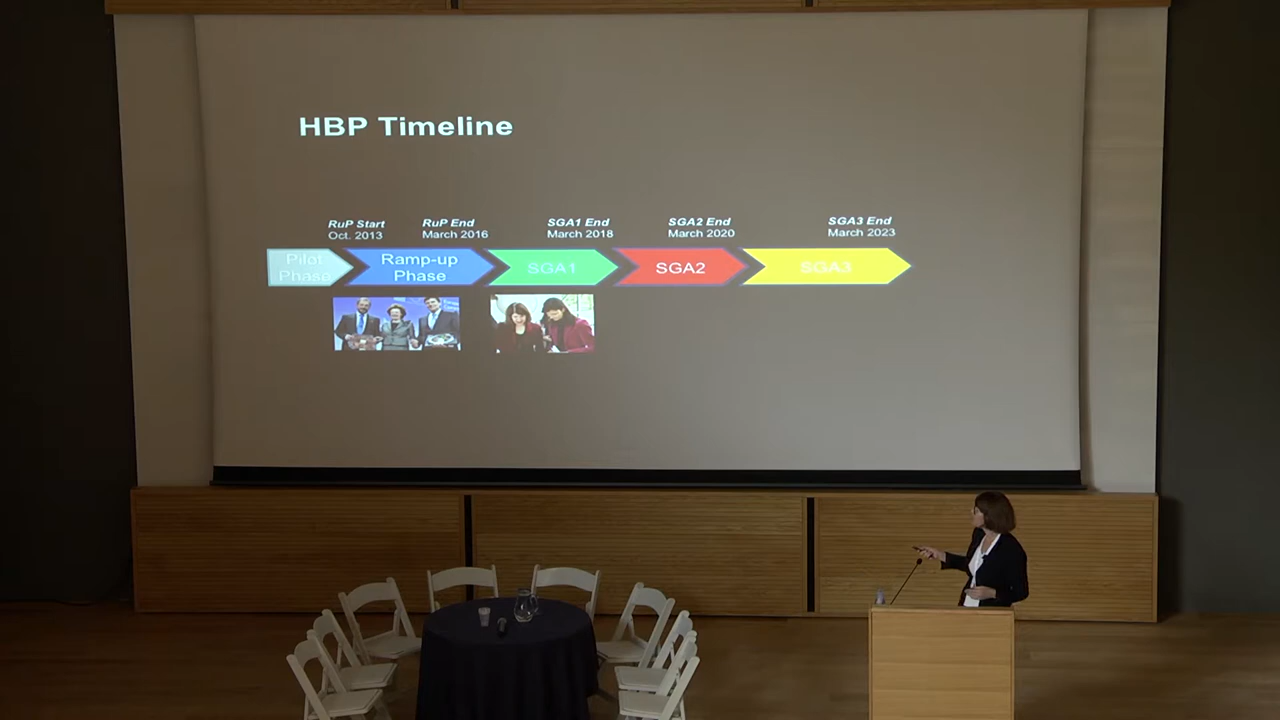 HBP Timeline
RuP Start
Oct. 2013
RuP End
March 2016
SGA1 End
March 2018
SGA2 End
March 2020
SGA3 End
March 2023
Pilot
Phase
Ramp-up
Phase
SGA1
SGA2
SGA3